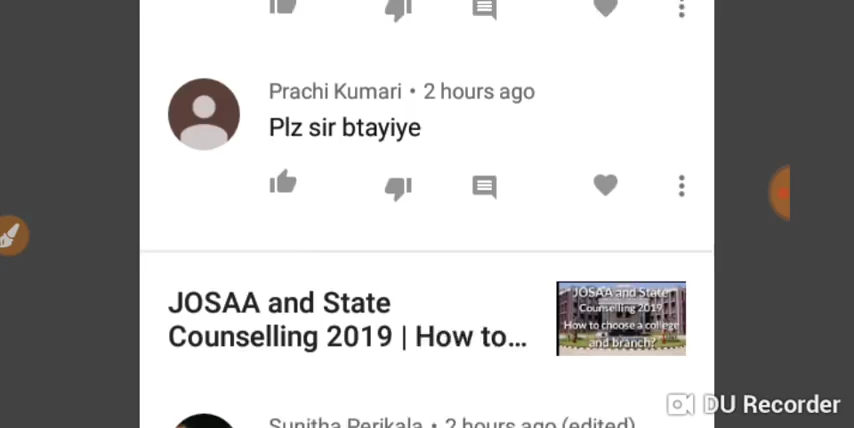 Prachi Kumari • 2 hours ago
Plz sir btayiye
JOSAA and State
Counselling 2019 | How to...
JOSAA and State
Counselling 2019
How to choose a college
and branch?
Sunitha Perikala • 2 hours ago (edited)
DU Recorder